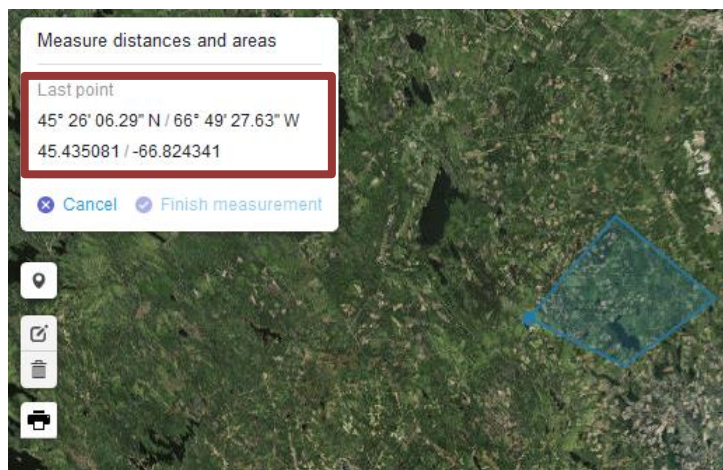 Measure distances and areas
Last point
45° 26' 06.29" N / 66° 49' 27.63" W
45.435081 / -66.824341
Cancel Finish measurement